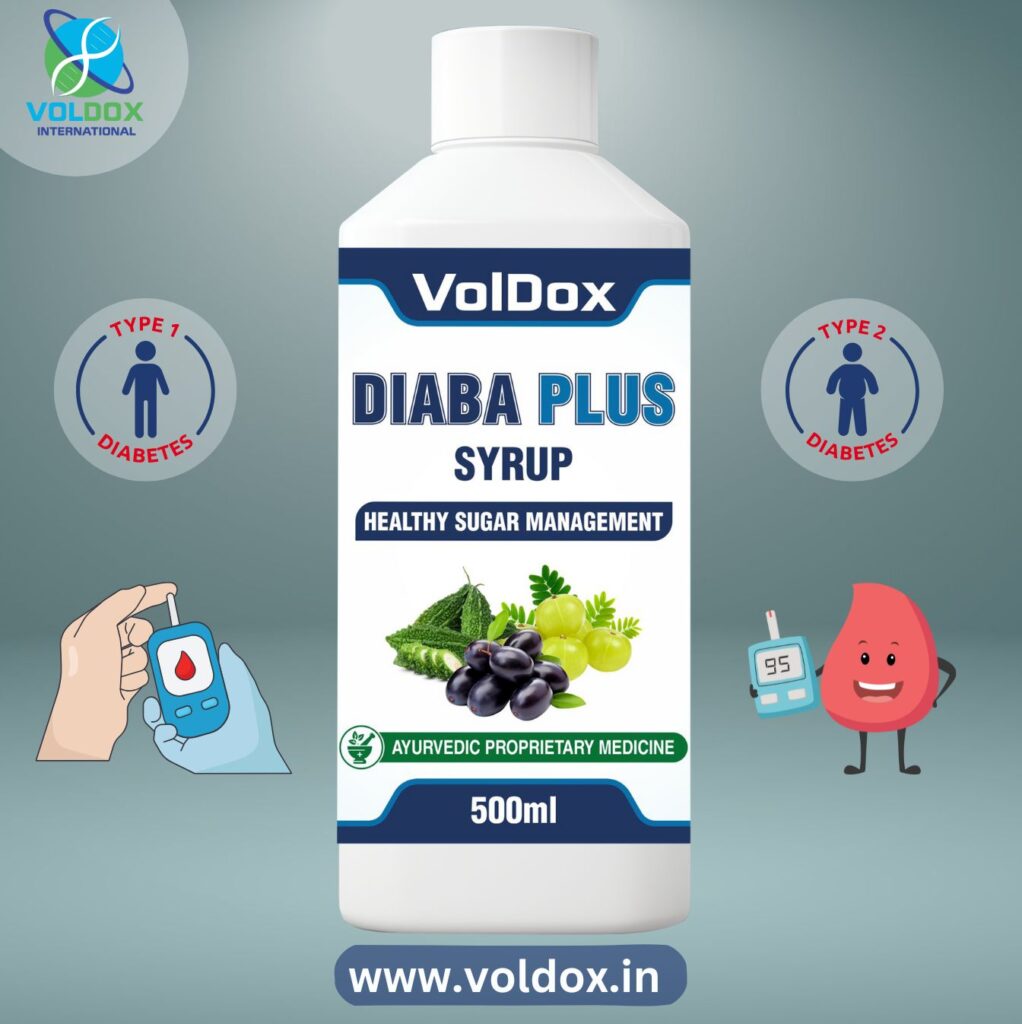 VOLDOX
INTERNATIONAL
VolDox
TYPE 1
DIABETES
TYPE 2
DIABETES
DIABA PLUS
SYRUP
HEALTHY SUGAR MANAGEMENT
95
AYURVEDIC PROPRIETARY MEDICINE
500ml
www.voldox.in